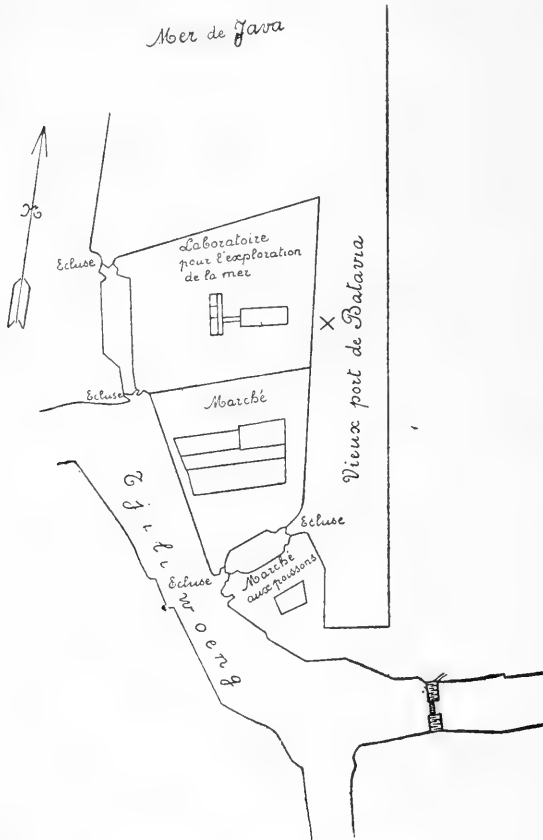 Mer de Java
N
Ecluse
Laboratoire
pour l'exploration
de la mer
Vieux port de Batavia
Ecluse
Marché
Tjiliwoeng
Ecluse
Ecluse
Marché
aux poissons